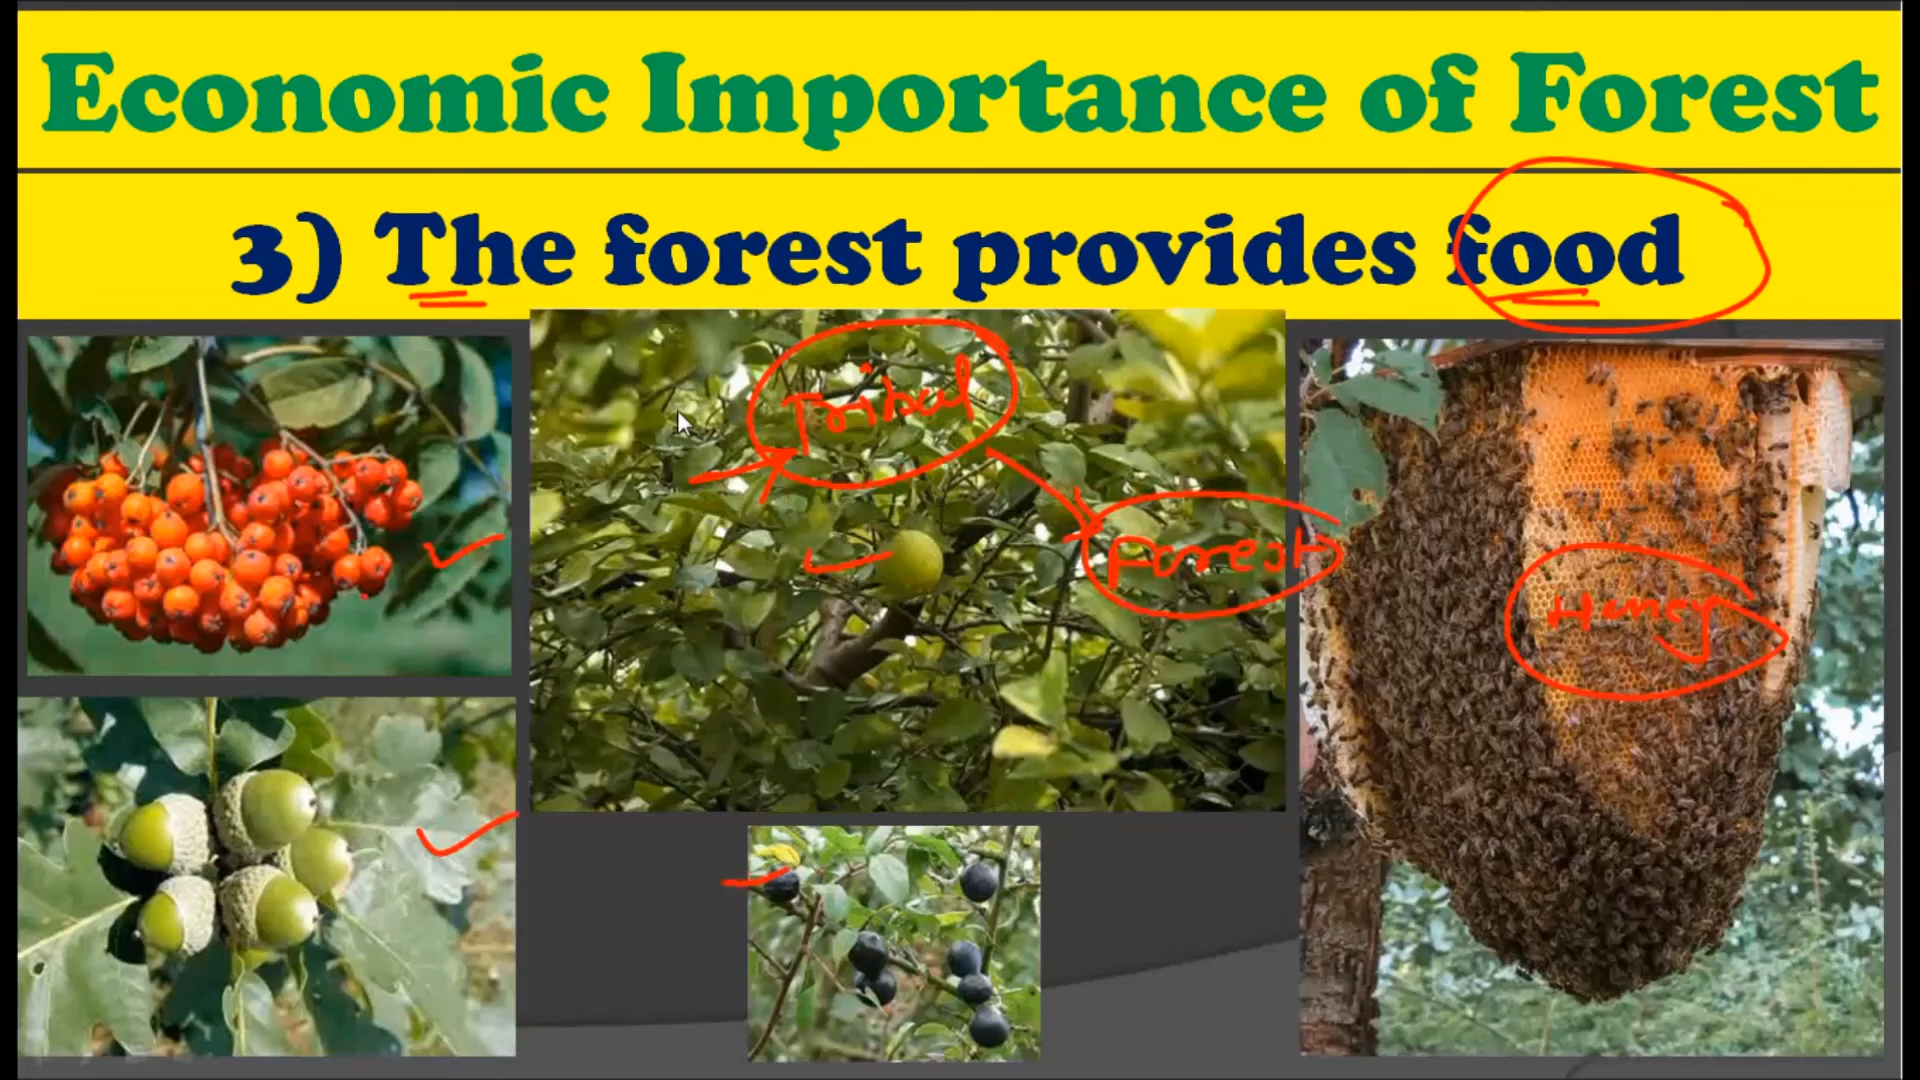 Economic Importance of Forest
3) The forest provides food
Tribal
Forest
Honey